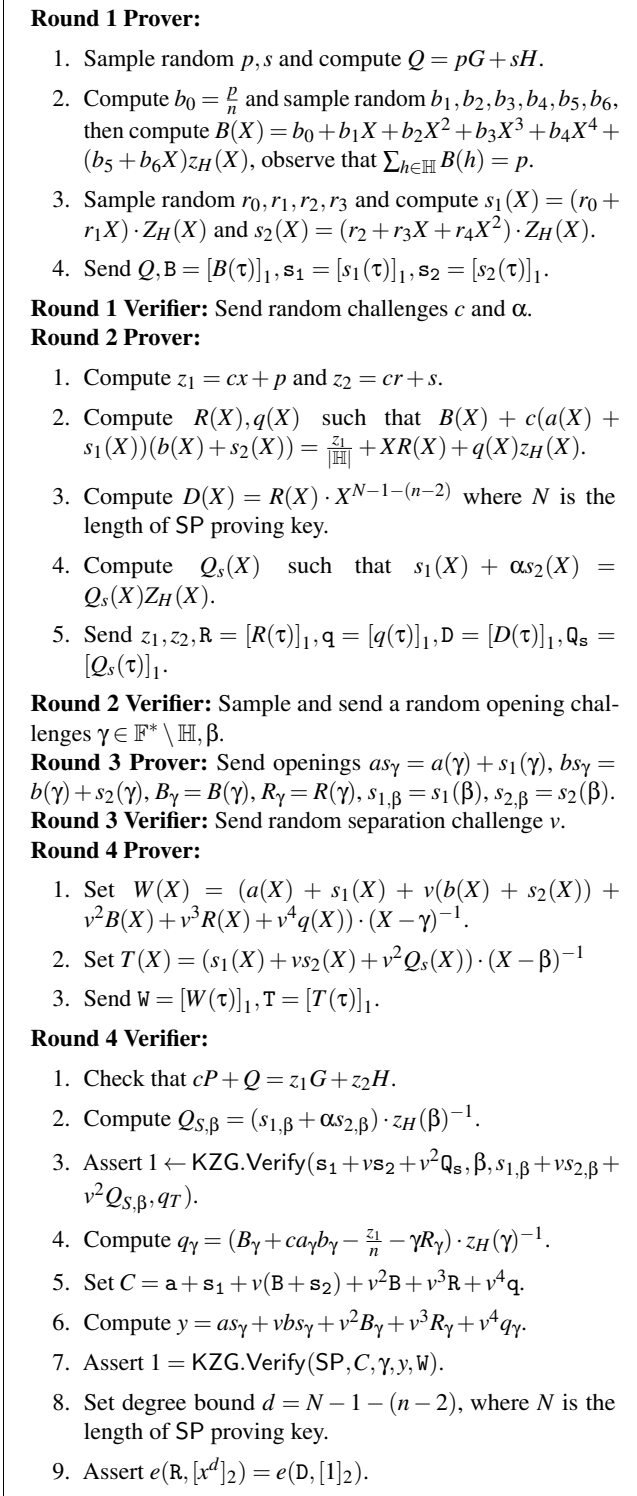 Round 1 Prover:
1. Sample random p, s and compute Q = pG + sH.
2. Compute b₀ = p/n and sample random b₁, b₂, b₃, b₄, b₅, b₆,
then compute B(X) = b₀ + b₁X + b₂X² + b₃X³ + b₄X⁴ +
(b₅ + b₆X)z_H(X), observe that ∑_{h∈ℍ} B(h) = p.
3. Sample random r₀, r₁, r₂, r₃ and compute s₁(X) = (r₀ +
r₁X) · Z_H(X) and s₂(X) = (r₂ + r₃X + r₄X²) · Z_H(X).
4. Send Q, B = [B(τ)]₁, s₁ = [s₁(τ)]₁, s₂ = [s₂(τ)]₁.
Round 1 Verifier: Send random challenges c and α.
Round 2 Prover:
1. Compute z₁ = cx + p and z₂ = cr + s.
2. Compute R(X), q(X) such that B(X) + c(a(X) +
s₁(X))(b(X) + s₂(X)) = z₁/|ℍ| + XR(X) + q(X)z_H(X).
3. Compute D(X) = R(X) · X^{N−1−(n−2)} where N is the
length of SP proving key.
4. Compute Q_s(X) such that s₁(X) + αs₂(X) =
Q_s(X)Z_H(X).
5. Send z₁, z₂, R = [R(τ)]₁, q = [q(τ)]₁, D = [D(τ)]₁, Q_s =
[Q_s(τ)]₁.
Round 2 Verifier: Sample and send a random opening chal-
lenges γ ∈ 𝔽* \ ℍ, β.
Round 3 Prover: Send openings as_γ = a(γ) + s₁(γ), bs_γ =
b(γ) + s₂(γ), B_γ = B(γ), R_γ = R(γ), s_{1,β} = s₁(β), s_{2,β} = s₂(β).
Round 3 Verifier: Send random separation challenge v.
Round 4 Prover:
1. Set W(X) = (a(X) + s₁(X) + v(b(X) + s₂(X)) +
v²B(X) + v³R(X) + v⁴q(X)) · (X − γ)⁻¹.
2. Set T(X) = (s₁(X) + vs₂(X) + v²Q_s(X)) · (X − β)⁻¹
3. Send W = [W(τ)]₁, T = [T(τ)]₁.
Round 4 Verifier:
1. Check that cP + Q = z₁G + z₂H.
2. Compute Q_{S,β} = (s_{1,β} + αs_{2,β}) · z_H(β)⁻¹.
3. Assert 1 ← KZG.Verify(s₁ + vs₂ + v²Q_s, β, s_{1,β} + vs_{2,β} +
v²Q_{S,β}, q_T).
4. Compute q_γ = (B_γ + ca_γb_γ − z₁/n − γR_γ) · z_H(γ)⁻¹.
5. Set C = a + s₁ + v(B + s₂) + v²B + v³R + v⁴q.
6. Compute y = as_γ + vbs_γ + v²B_γ + v³R_γ + v⁴q_γ.
7. Assert 1 = KZG.Verify(SP, C, γ, y, W).
8. Set degree bound d = N − 1 − (n − 2), where N is the
length of SP proving key.
9. Assert e(R, [x^d]₂) = e(D, [1]₂).